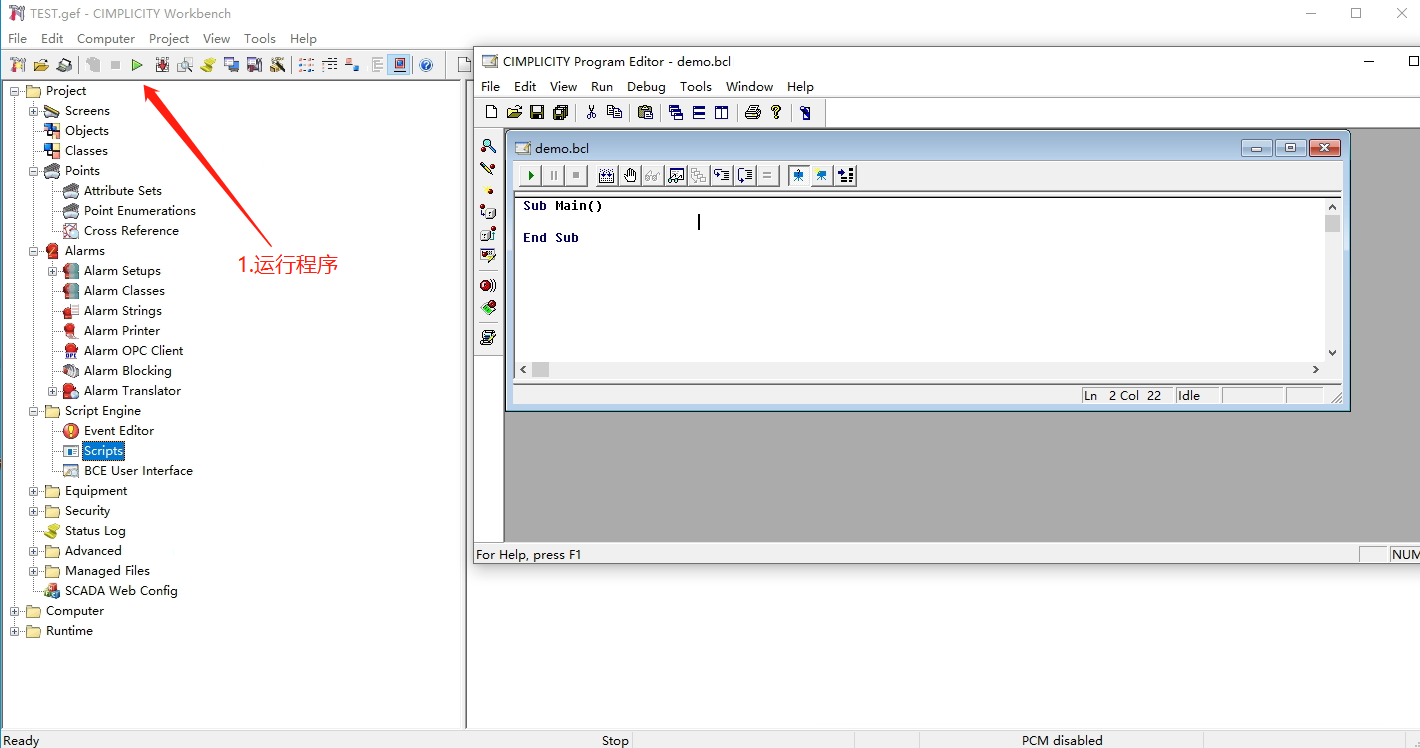 TEST.gef - CIMPLICITY Workbench
File Edit Computer Project View Tools Help
Project
Screens
Objects
Classes
Points
Attribute Sets
Point Enumerations
Cross Reference
Alarms
Alarm Setups
Alarm Classes
Alarm Strings
Alarm Printer
Alarm OPC Client
Alarm Blocking
Alarm Translator
Script Engine
Event Editor
Scripts
BCE User Interface
Equipment
Security
Status Log
Advanced
Managed Files
SCADA Web Config
Computer
Runtime
1.运行程序
CIMPLICITY Program Editor - demo.bcl
File Edit View Run Debug Tools Window Help
demo.bcl
Sub Main()
End Sub
Ln 2 Col 22 Idle
For Help, press F1
NUM
Ready
Stop
PCM disabled